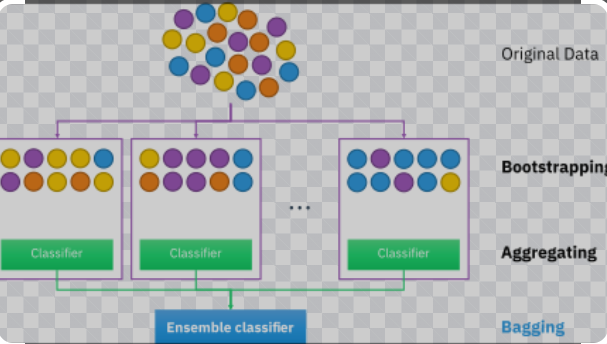 Original Data
Bootstrapping
...
Classifier
Classifier
Classifier
Aggregating
Ensemble classifier
Bagging